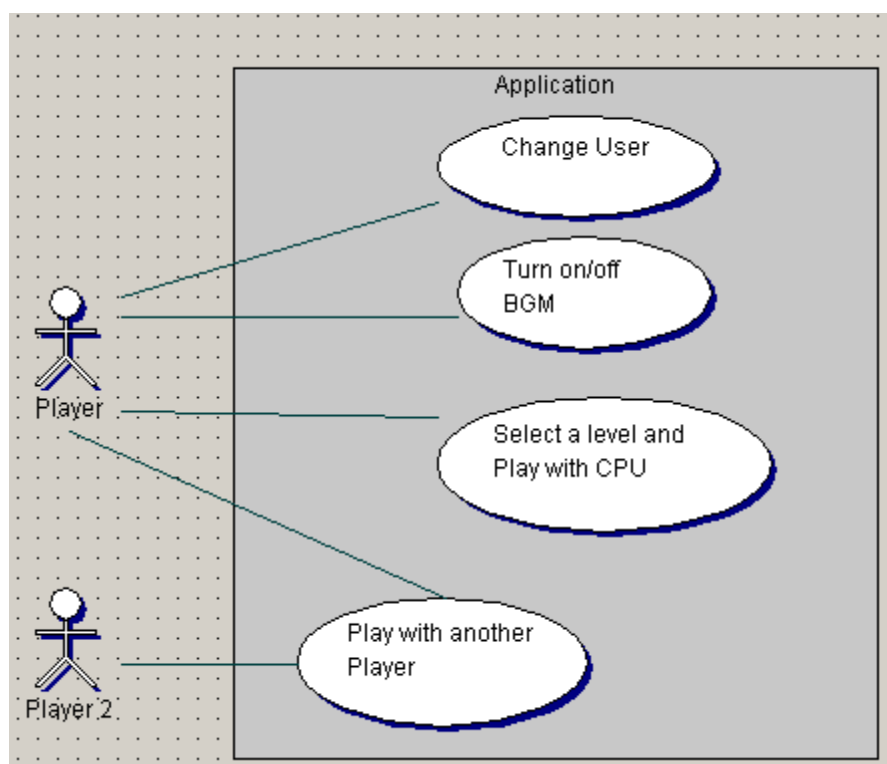 Application
Change User
Turn on/off
BGM
Player
Select a level and
Play with CPU
Play with another
Player
Player 2